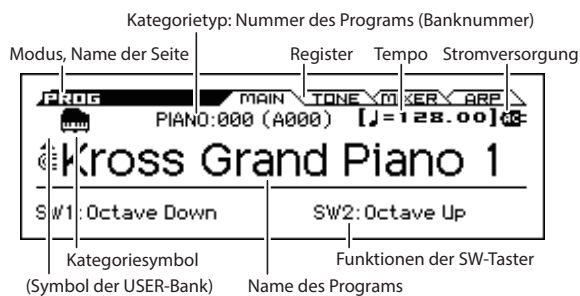 Kategorietyp: Nummer des Programs (Banknummer)
Modus, Name der Seite Register Tempo Stromversorgung
PROG MAIN TONE MIXER ARP
PIANO:000 (A000) [♩=128.00]
Kross Grand Piano 1
SW1:Octave Down SW2:Octave Up
Kategoriesymbol Funktionen der SW-Taster
(Symbol der USER-Bank) Name des Programs